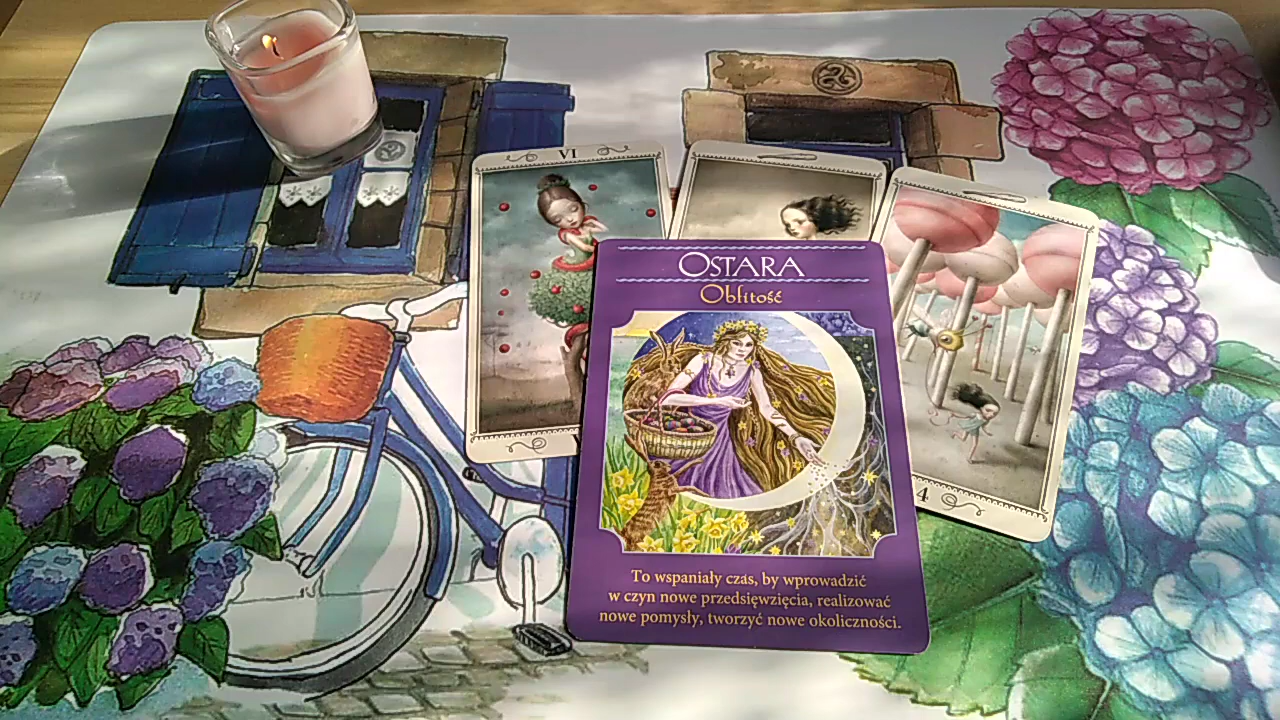 VI
OSTARA
Obfitość
To wspaniały czas, by wprowadzić
w czyn nowe przedsięwzięcia, realizować
nowe pomysły, tworzyć nowe okoliczności.
4